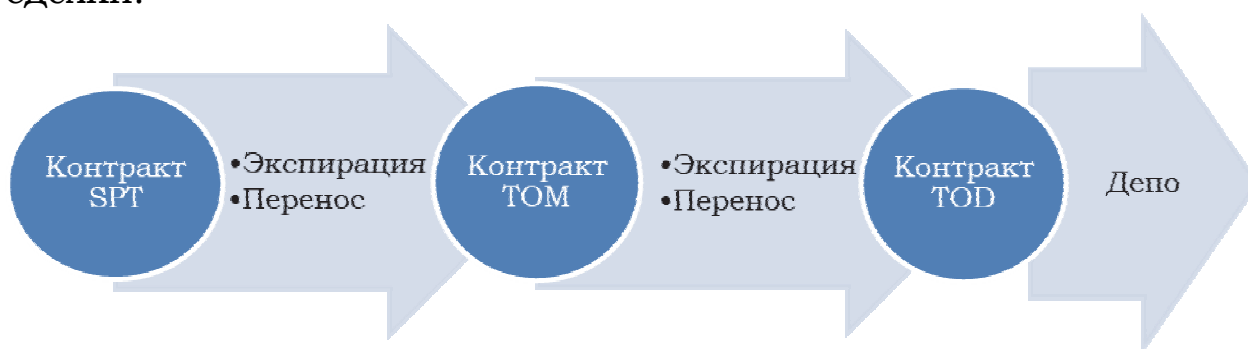 Контракт
SPT
•Экспирация
•Перенос
Контракт
TOM
•Экспирация
•Перенос
Контракт
TOD
Депо